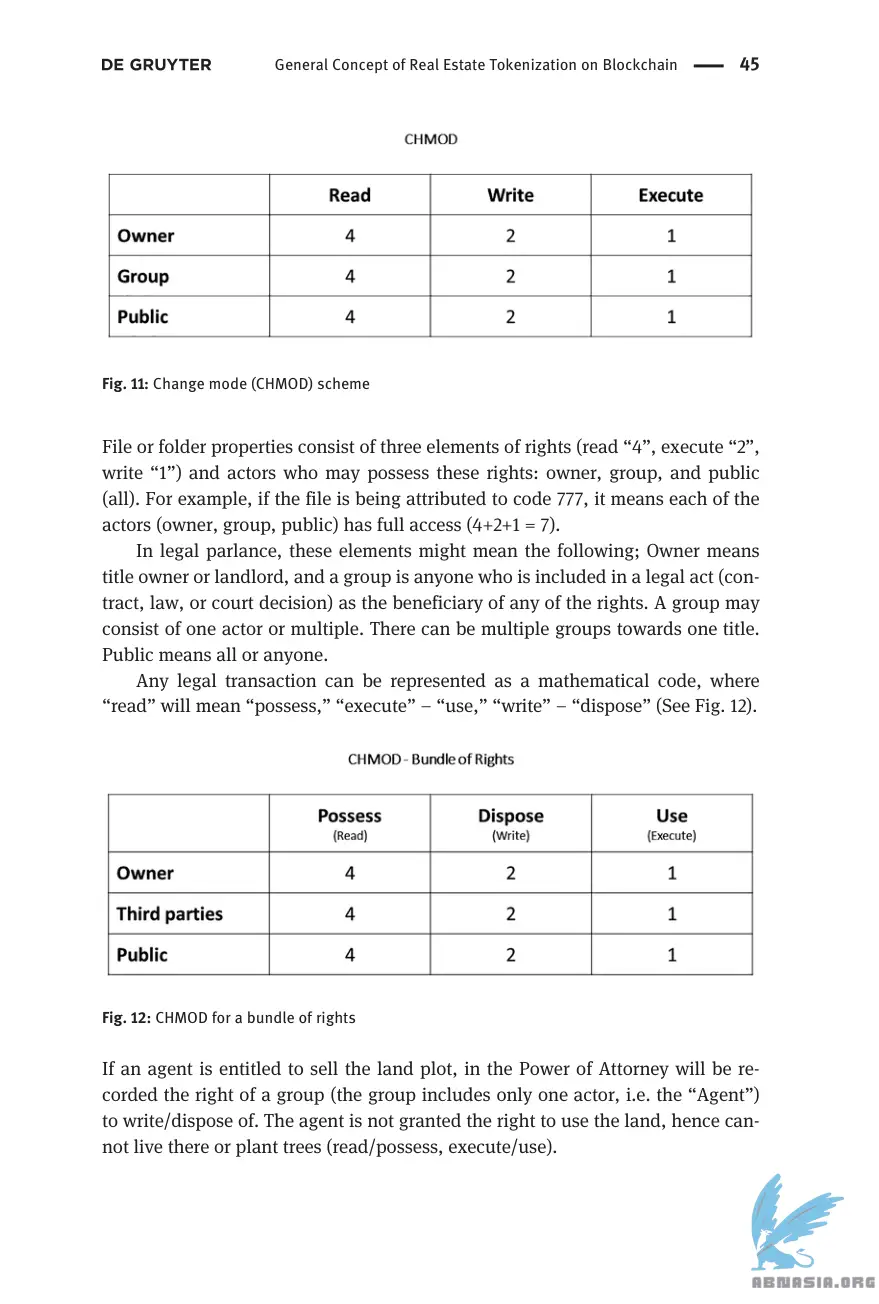 DE GRUYTER General Concept of Real Estate Tokenization on Blockchain — 45
CHMOD
Read Write Execute
Owner 4 2 1
Group 4 2 1
Public 4 2 1
Fig. 11: Change mode (CHMOD) scheme
File or folder properties consist of three elements of rights (read “4”, execute “2”,
write “1”) and actors who may possess these rights: owner, group, and public
(all). For example, if the file is being attributed to code 777, it means each of the
actors (owner, group, public) has full access (4+2+1 = 7).
In legal parlance, these elements might mean the following; Owner means
title owner or landlord, and a group is anyone who is included in a legal act (con-
tract, law, or court decision) as the beneficiary of any of the rights. A group may
consist of one actor or multiple. There can be multiple groups towards one title.
Public means all or anyone.
Any legal transaction can be represented as a mathematical code, where
“read” will mean “possess,” “execute” – “use,” “write” – “dispose” (See Fig. 12).
CHMOD - Bundle of Rights
Possess Dispose Use
(Read) (Write) (Execute)
Owner 4 2 1
Third parties 4 2 1
Public 4 2 1
Fig. 12: CHMOD for a bundle of rights
If an agent is entitled to sell the land plot, in the Power of Attorney will be re-
corded the right of a group (the group includes only one actor, i.e. the “Agent”)
to write/dispose of. The agent is not granted the right to use the land, hence can-
not live there or plant trees (read/possess, execute/use).
ABNASIA.ORG